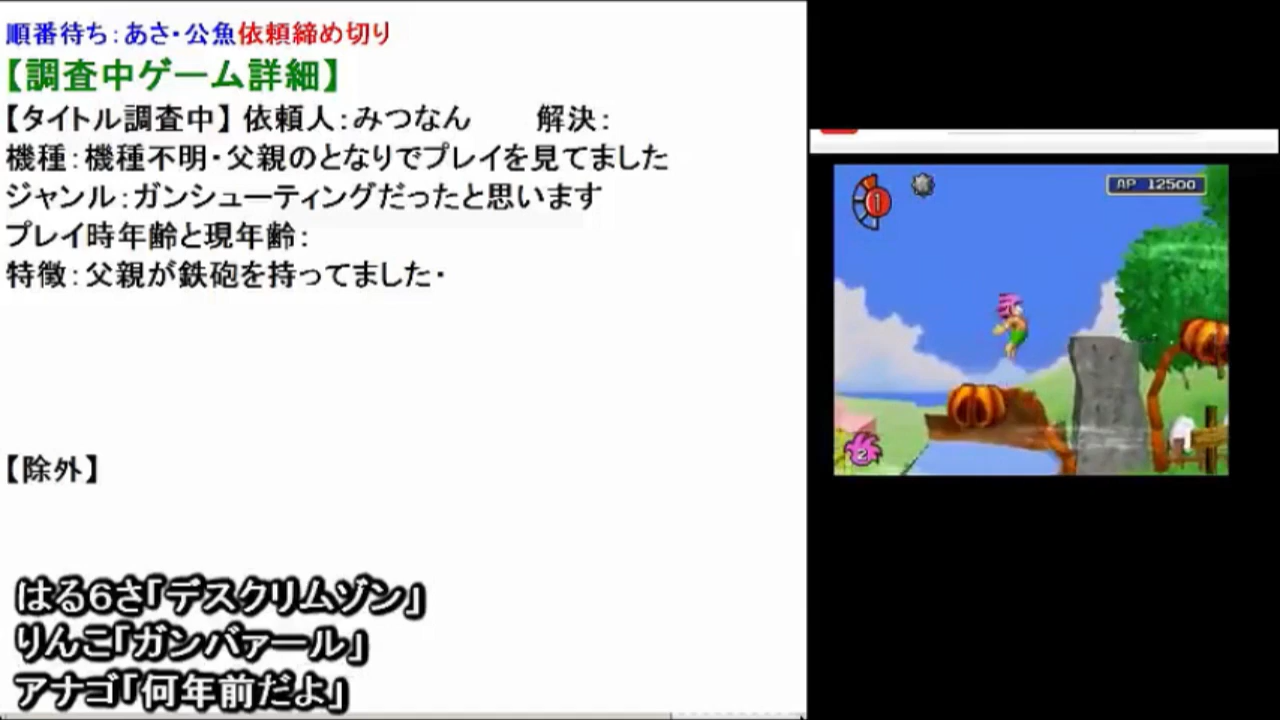 順番待ち：あさ・公魚依頼締め切り
【調査中ゲーム詳細】
【タイトル調査中】依頼人：みつなん　　解決：
機種：機種不明・父親のとなりでプレイを見てました
ジャンル：ガンシューティングだったと思います
プレイ時年齢と現年齢：
特徴：父親が鉄砲を持ってました・
【除外】
はる6さ「デスクリムゾン」
りんこ「ガンバァール」
アナゴ「何年前だよ」
1
AP 12500
2